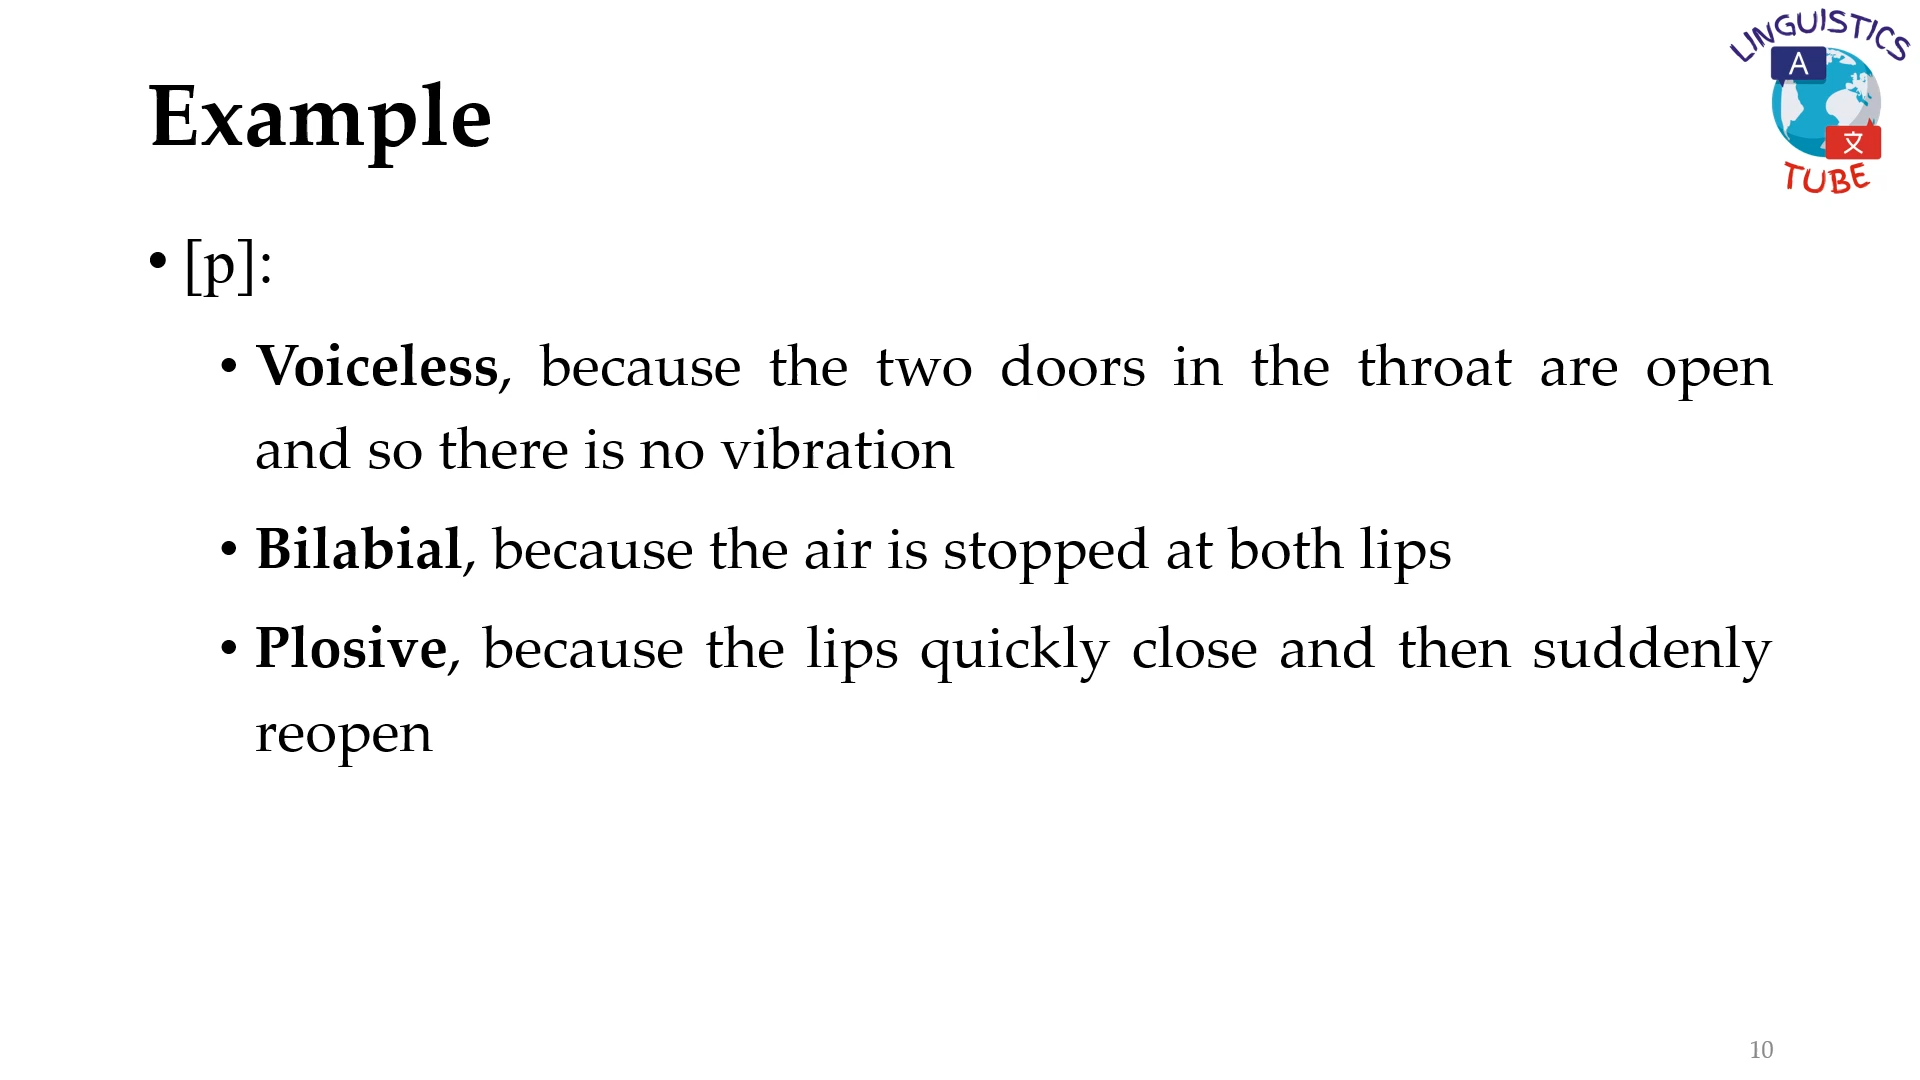 LINGUISTICS
A
文
TUBE
Example
• [p]:
• Voiceless, because the two doors in the throat are open
and so there is no vibration
• Bilabial, because the air is stopped at both lips
• Plosive, because the lips quickly close and then suddenly
reopen
10